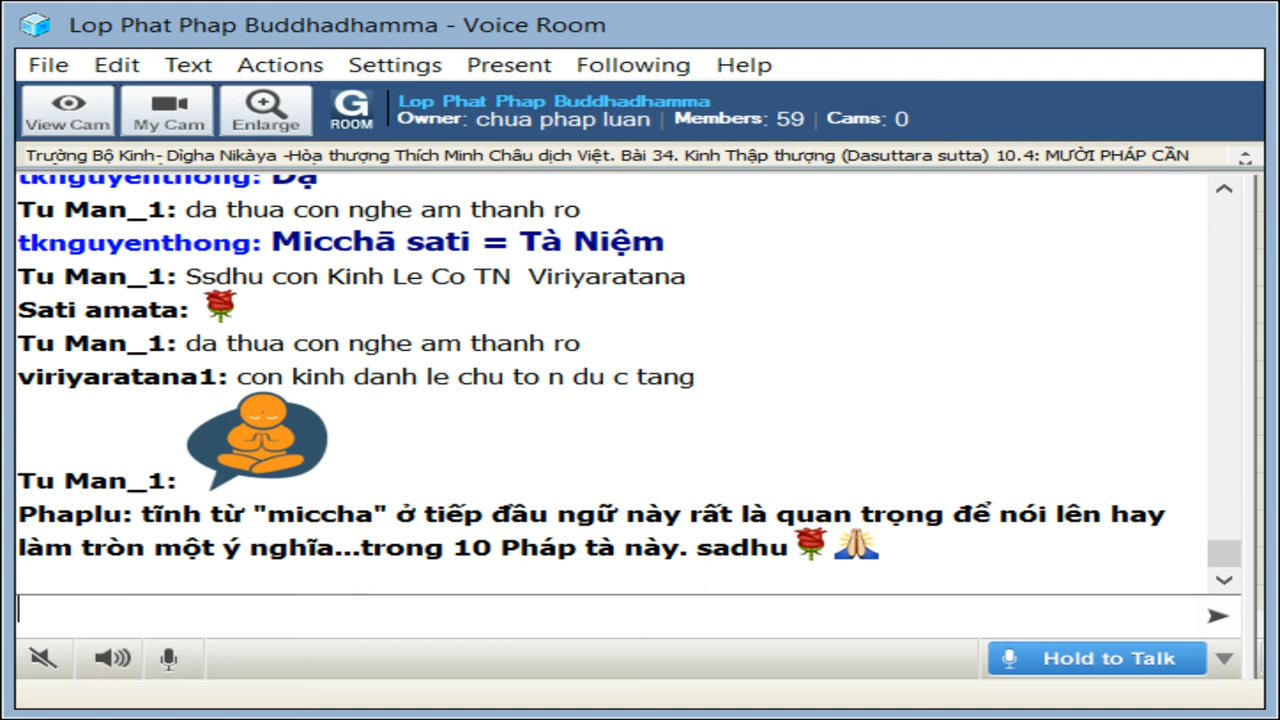 Lop Phat Phap Buddhadhamma - Voice Room
File Edit Text Actions Settings Present Following Help
View Cam My Cam Enlarge G ROOM Lop Phat Phap Buddhadhamma
Owner: chua phap luan | Members: 59 | Cams: 0
Trường Bộ Kinh- Dìgha Nikàya -Hòa thượng Thích Minh Châu dịch Việt. Bài 34. Kinh Thập thượng (Dasuttara sutta) 10.4: MƯỜI PHÁP CẦN
tknguyenthong: Dạ
Tu Man_1: da thua con nghe am thanh ro
tknguyenthong: Micchā sati = Tà Niệm
Tu Man_1: Ssdhu con Kinh Le Co TN Viriyaratana
Sati amata:
Tu Man_1: da thua con nghe am thanh ro
viriyaratana1: con kinh danh le chu to n du c tang
Tu Man_1:
Phaplu: tĩnh từ "miccha" ở tiếp đầu ngữ này rất là quan trọng để nói lên hay
làm tròn một ý nghĩa...trong 10 Pháp tà này. sadhu
Hold to Talk